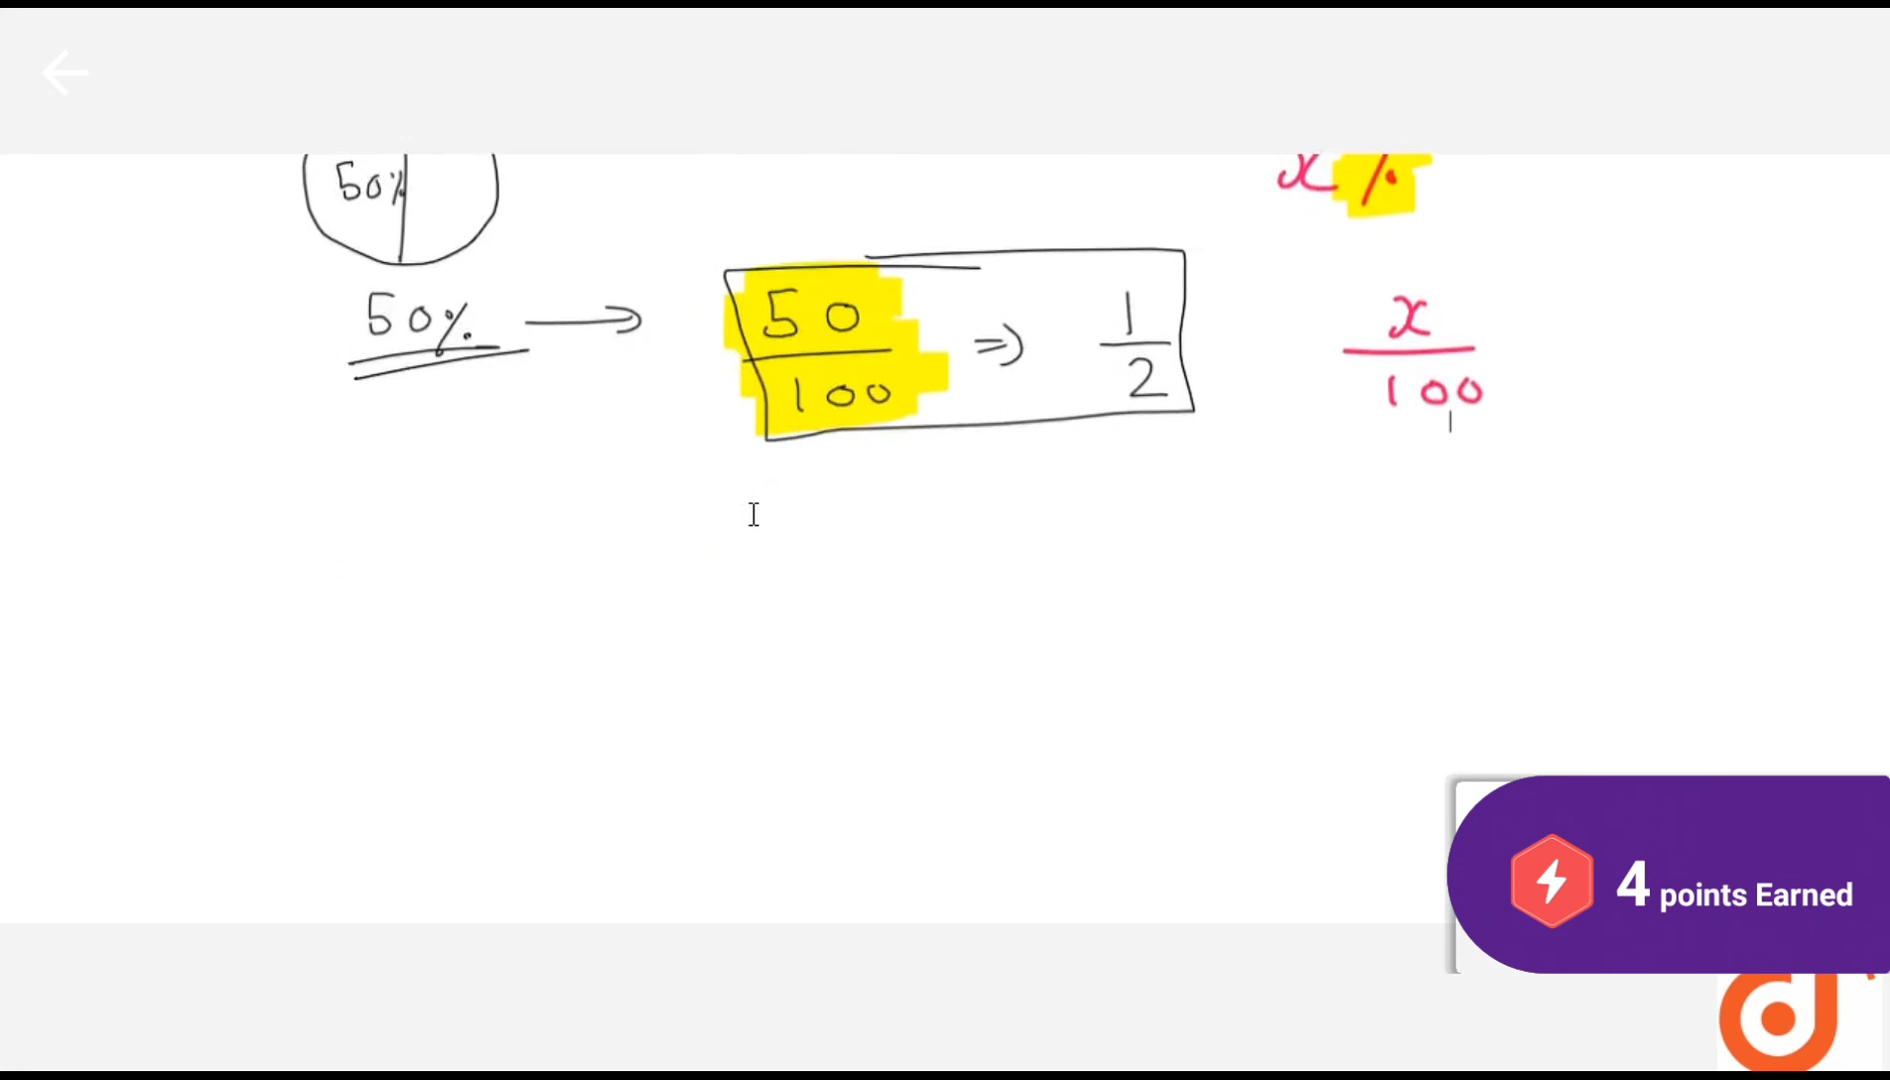 50%
x %
50% → 50/100 ⇒ 1/2
x/100
4 points Earned